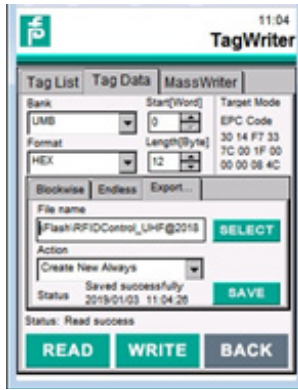 11:04
TagWriter
Tag List Tag Data MassWriter
Bank Start[Word] Target Mode
UMB 0 EPC Code
Format Length[Byte] 30 14 F7 33
HEX 12 7C 00 1F 00
00 00 08 4C
Blockwise Endless Export...
File name
\Flash\RFIDControl_UHF@2018 SELECT
Action
Create New Always
Status Saved successfully
2019/01/03 11:04:26 SAVE
Status: Read success
READ WRITE BACK